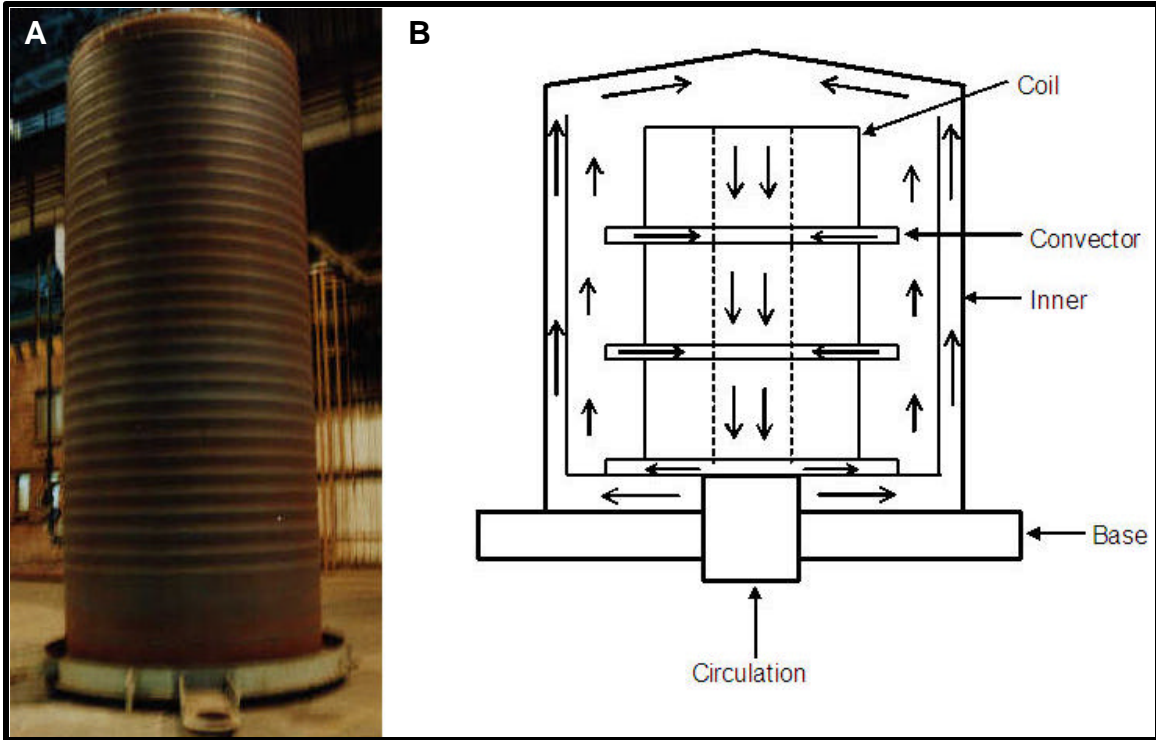 A
B
Coil
Convector
Inner
Base
Circulation